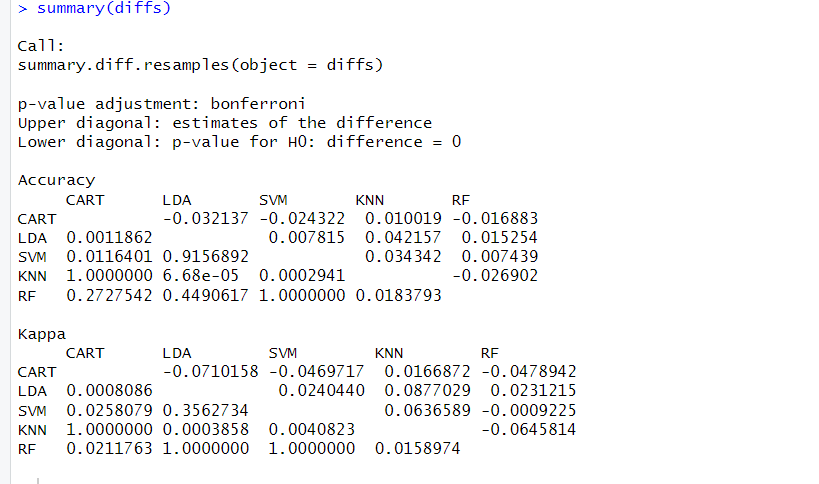 > summary(diffs)
Call:
summary.diff.resamples(object = diffs)
p-value adjustment: bonferroni
Upper diagonal: estimates of the difference
Lower diagonal: p-value for H0: difference = 0
Accuracy
     CART      LDA       SVM       KNN       RF
CART           -0.032137 -0.024322  0.010019 -0.016883
LDA  0.0011862            0.007815  0.042157  0.015254
SVM  0.0116401 0.9156892            0.034342  0.007439
KNN  1.0000000 6.68e-05  0.0002941           -0.026902
RF   0.2727542 0.4490617 1.0000000 0.0183793
Kappa
     CART      LDA        SVM        KNN        RF
CART           -0.0710158 -0.0469717  0.0166872 -0.0478942
LDA  0.0008086             0.0240440  0.0877029  0.0231215
SVM  0.0258079 0.3562734              0.0636589 -0.0009225
KNN  1.0000000 0.0003858  0.0040823             -0.0645814
RF   0.0211763 1.0000000  1.0000000  0.0158974